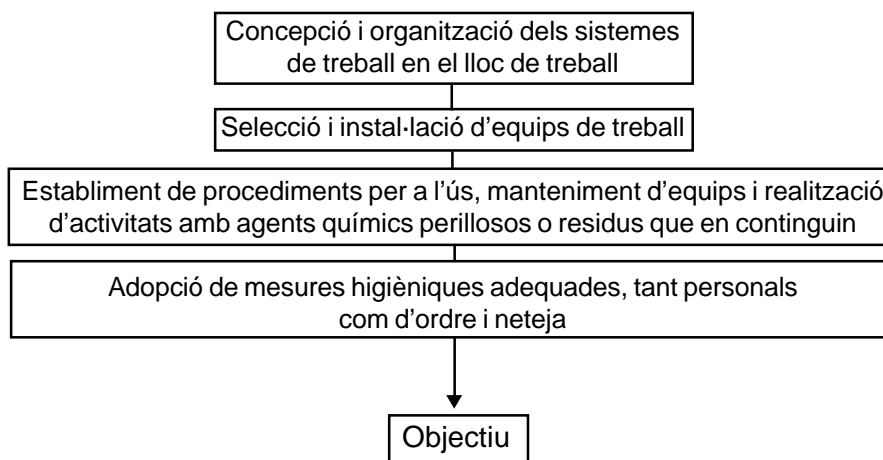 Concepció i organització dels sistemes
de treball en el lloc de treball
Selecció i instal·lació d’equips de treball
Establiment de procediments per a l’ús, manteniment d’equips i realització
d’activitats amb agents químics perillosos o residus que en continguin
Adopció de mesures higièniques adequades, tant personals
com d’ordre i neteja
Objectiu